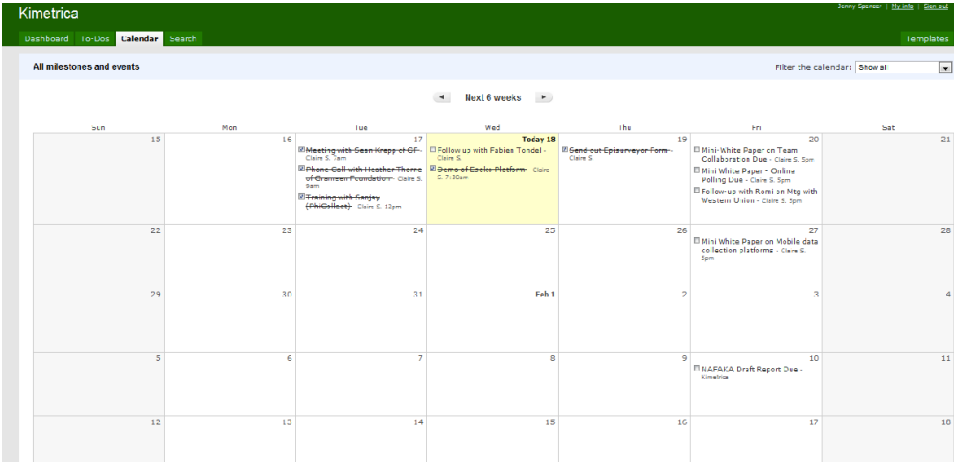 Kimetrica
Jenny Spencer | My info | Sign out
Dashboard To-Dos Calendar Search Templates
All milestones and events
Filter the calendar: Show all
Next 6 weeks
Sun Mon Tue Wed Thu Fri Sat
15 16 17 Today 18 19 20 21
Meeting with Sean Krepp of GF -
Claire S. 7am
Phone Call with Heather Thorne
of Grameen Foundation - Claire S.
9am
Training with Sanjay
(PhiCollect) - Claire S. 12pm
Follow up with Fabien Tondel -
Claire S.
Demo of Easler Platform - Claire
S. 7:30am
Send out Episurveyor Form -
Claire S
Mini-White Paper on Team
Collaboration Due - Claire S. 5pm
Mini White Paper - Online
Polling Due - Claire S. 5pm
Follow-up with Romi on Mtg with
Western Union - Claire S. 5pm
22 23 24 25 26 27 28
Mini White Paper on Mobile data
collection platforms - Claire S.
5pm
29 30 31 Feb 1 2 3 4
5 6 7 8 9 10 11
NAFAKA Draft Report Due -
Kimetrica
12 13 14 15 16 17 18